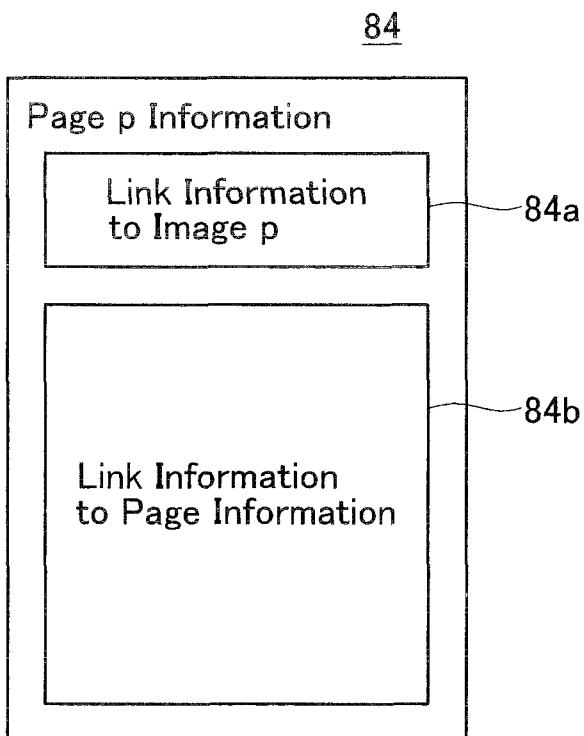 84
Page p Information
Link Information
to Image p
84a
84b
Link Information
to Page Information